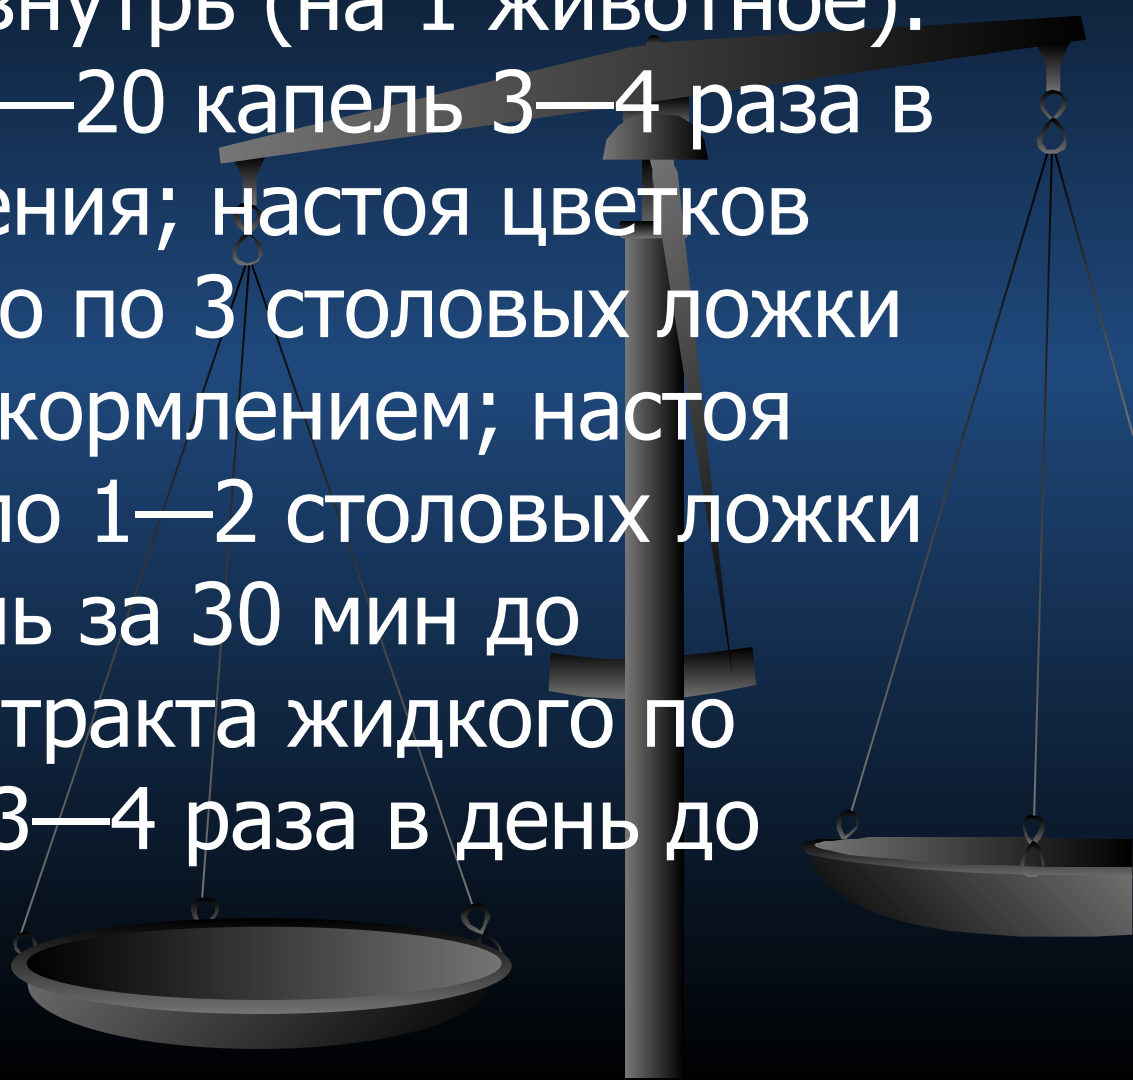 внутрь (на 1 животное).
—20 капель 3—4 раза в
ения; настоя цветков
о по 3 столовых ложки
кормлением; настоя
по 1—2 столовых ложки
нь за 30 мин до
тракта жидкого по
3—4 раза в день до